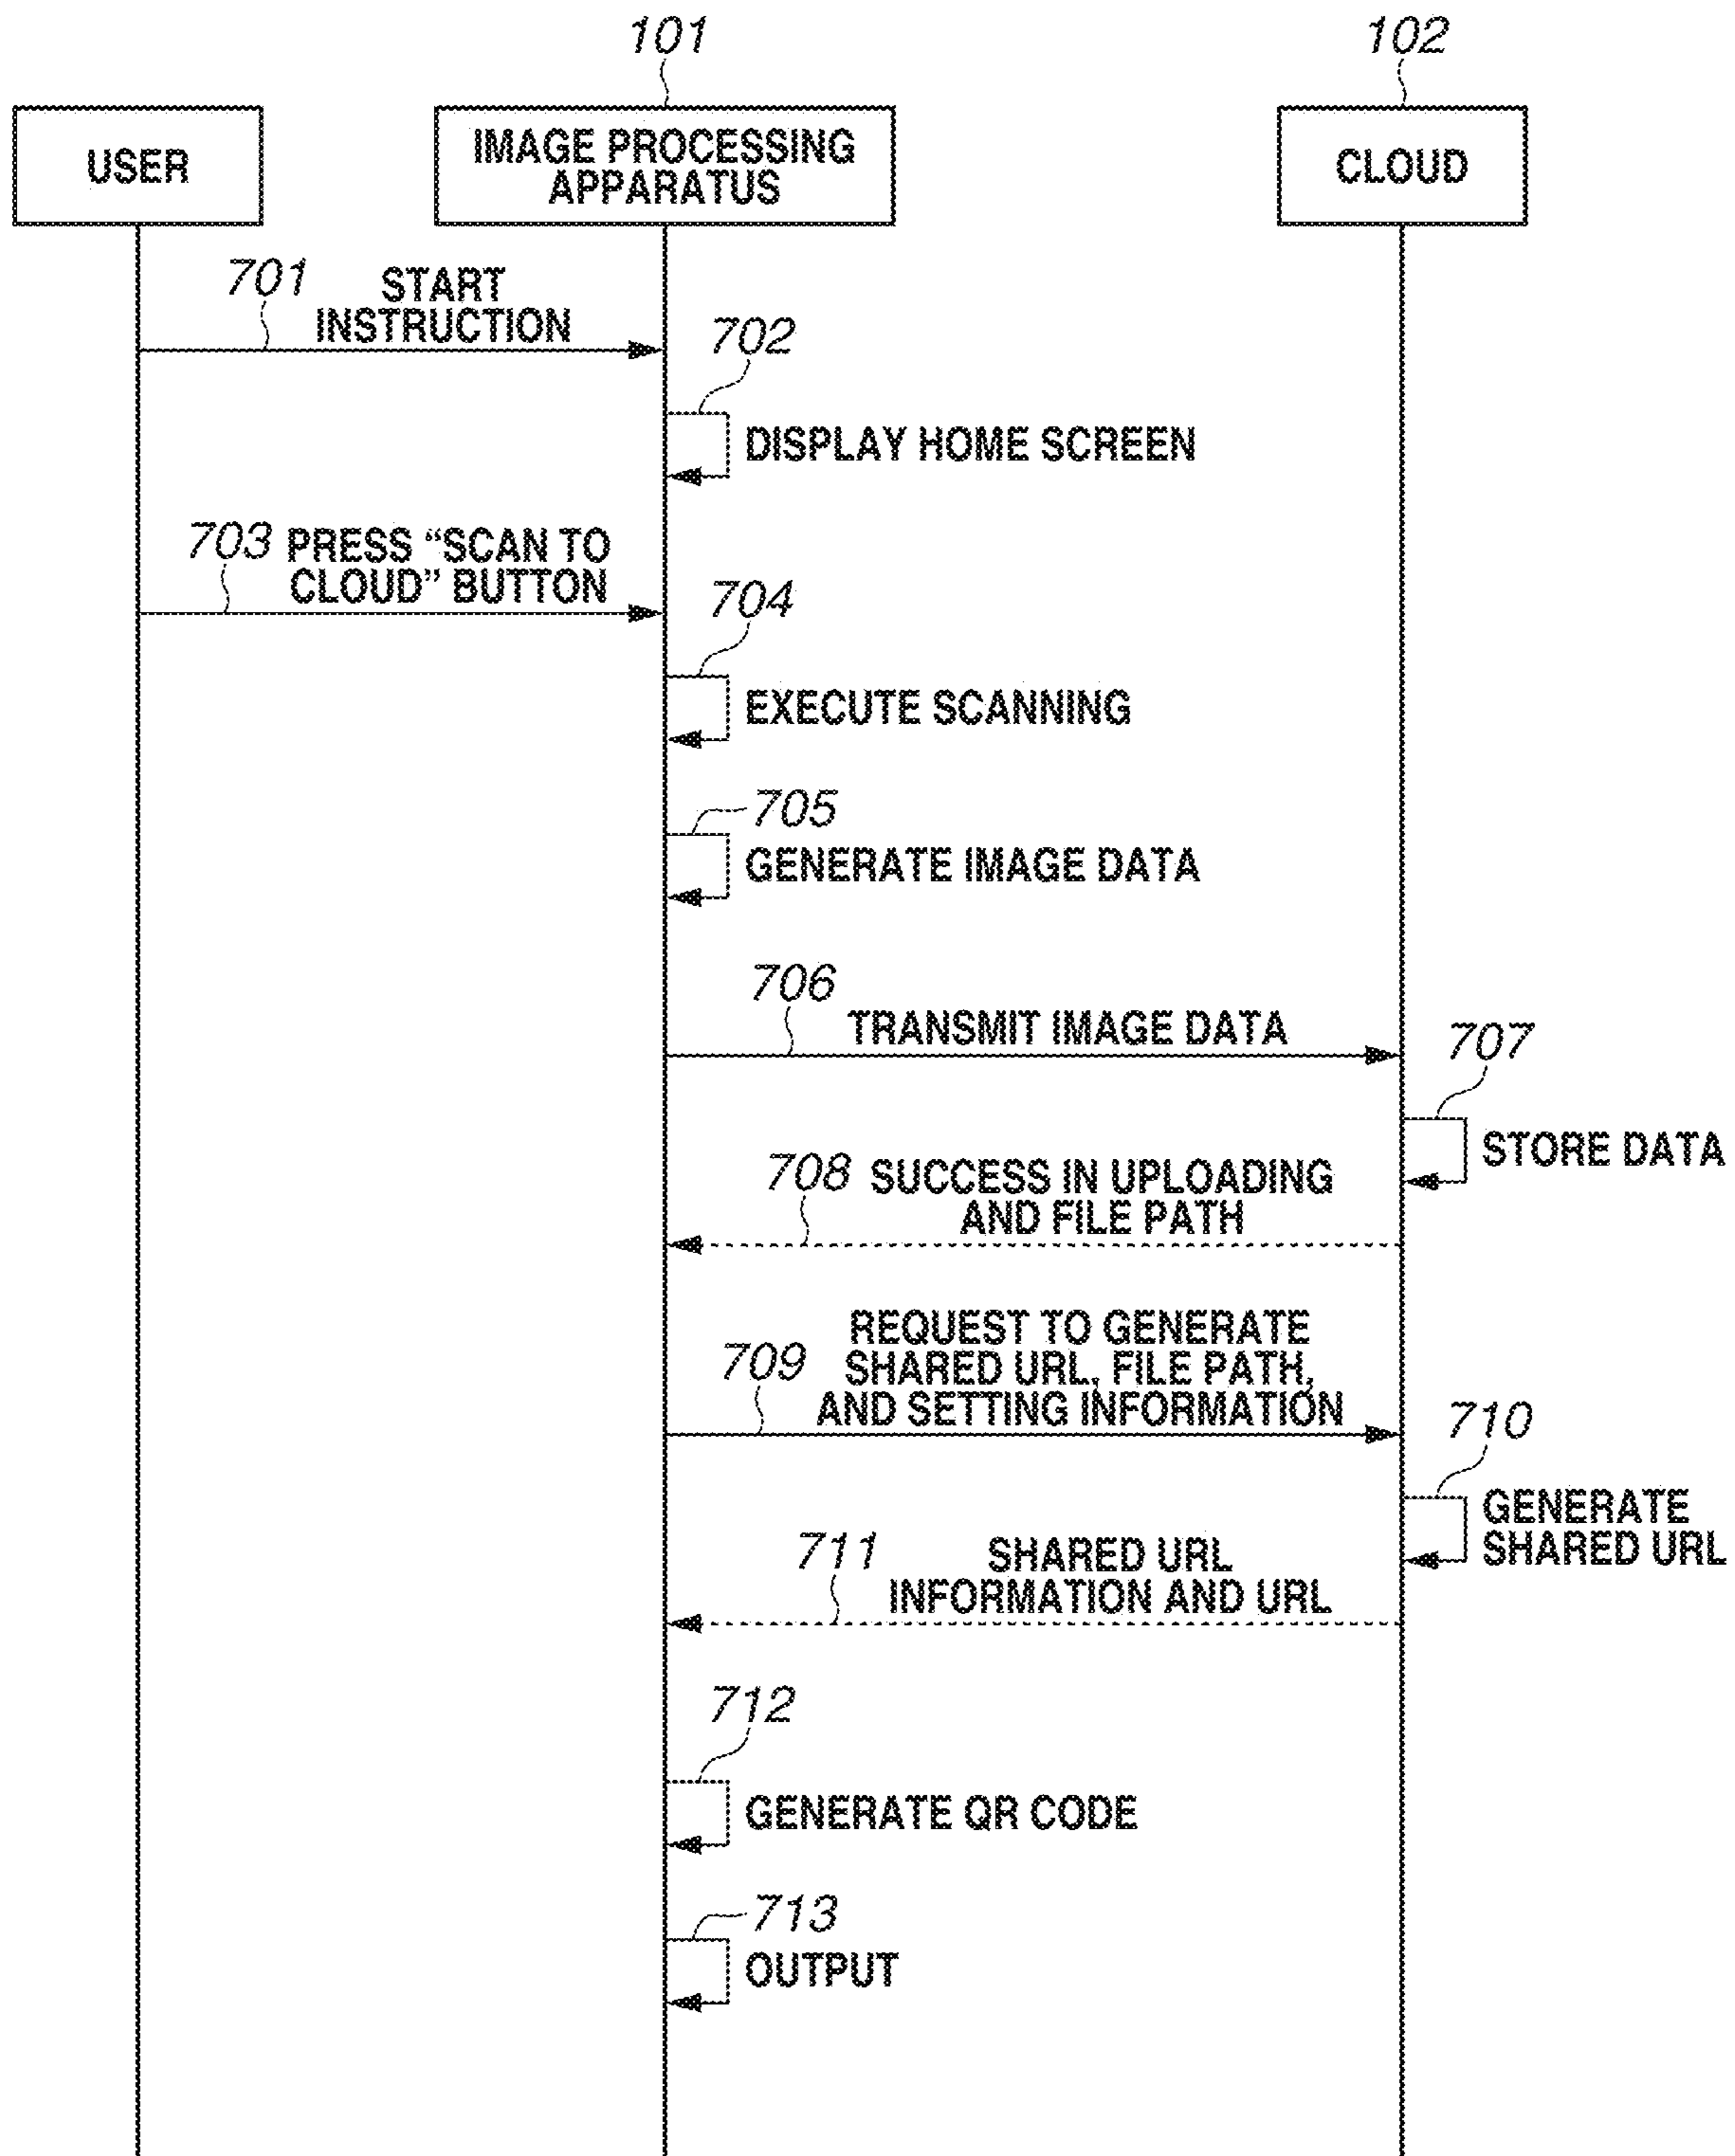 101
102
USER
IMAGE PROCESSING
APPARATUS
CLOUD
701
START
INSTRUCTION
702
DISPLAY HOME SCREEN
703
PRESS “SCAN TO
CLOUD” BUTTON
704
EXECUTE SCANNING
705
GENERATE IMAGE DATA
706
TRANSMIT IMAGE DATA
707
STORE DATA
708
SUCCESS IN UPLOADING
AND FILE PATH
709
REQUEST TO GENERATE
SHARED URL, FILE PATH,
AND SETTING INFORMATION
710
GENERATE
SHARED URL
711
SHARED URL
INFORMATION AND URL
712
GENERATE QR CODE
713
OUTPUT